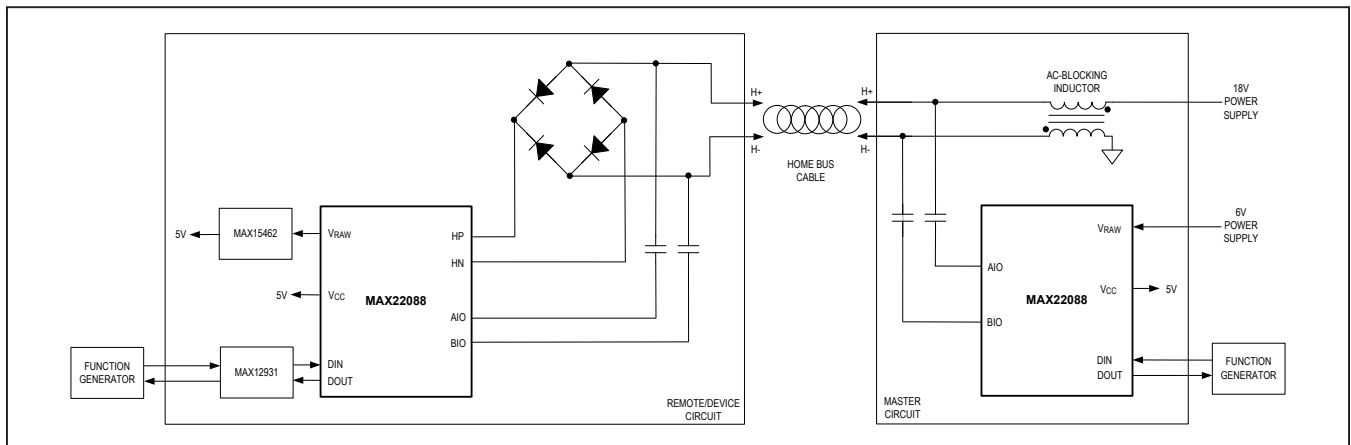 AC-BLOCKING
INDUCTOR
18V
POWER
SUPPLY
H+
H+
H-
H-
HOME BUS
CABLE
5V
MAX15462
VRAW
HP
HN
5V
VCC
MAX22088
AIO
BIO
FUNCTION
GENERATOR
MAX12931
DIN
DOUT
REMOTE/DEVICE
CIRCUIT
6V
POWER
SUPPLY
VRAW
AIO
MAX22088
VCC
5V
BIO
DIN
DOUT
FUNCTION
GENERATOR
MASTER
CIRCUIT